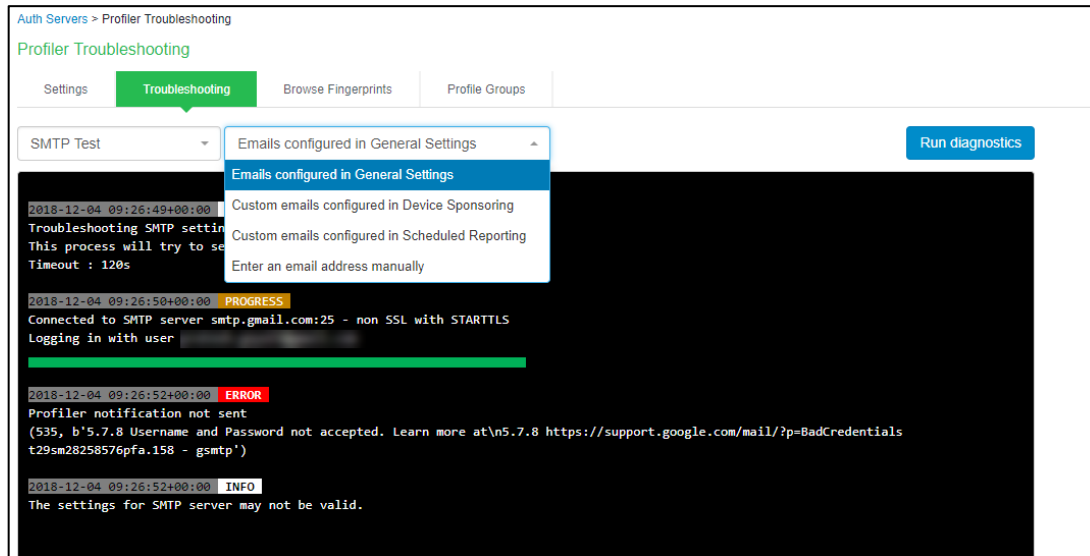 Auth Servers > Profiler Troubleshooting
Profiler Troubleshooting
Settings
Troubleshooting
Browse Fingerprints
Profile Groups
SMTP Test
Emails configured in General Settings
Run diagnostics
Emails configured in General Settings
Custom emails configured in Device Sponsoring
Custom emails configured in Scheduled Reporting
Enter an email address manually
2018-12-04 09:26:49+00:00
Troubleshooting SMTP settin
This process will try to se
Timeout : 120s
2018-12-04 09:26:50+00:00 PROGRESS
Connected to SMTP server smtp.gmail.com:25 - non SSL with STARTTLS
Logging in with user
2018-12-04 09:26:52+00:00 ERROR
Profiler notification not sent
(535, b'5.7.8 Username and Password not accepted. Learn more at\n5.7.8 https://support.google.com/mail/?p=BadCredentials
t29sm28258576pfa.158 - gsmtp')
2018-12-04 09:26:52+00:00 INFO
The settings for SMTP server may not be valid.